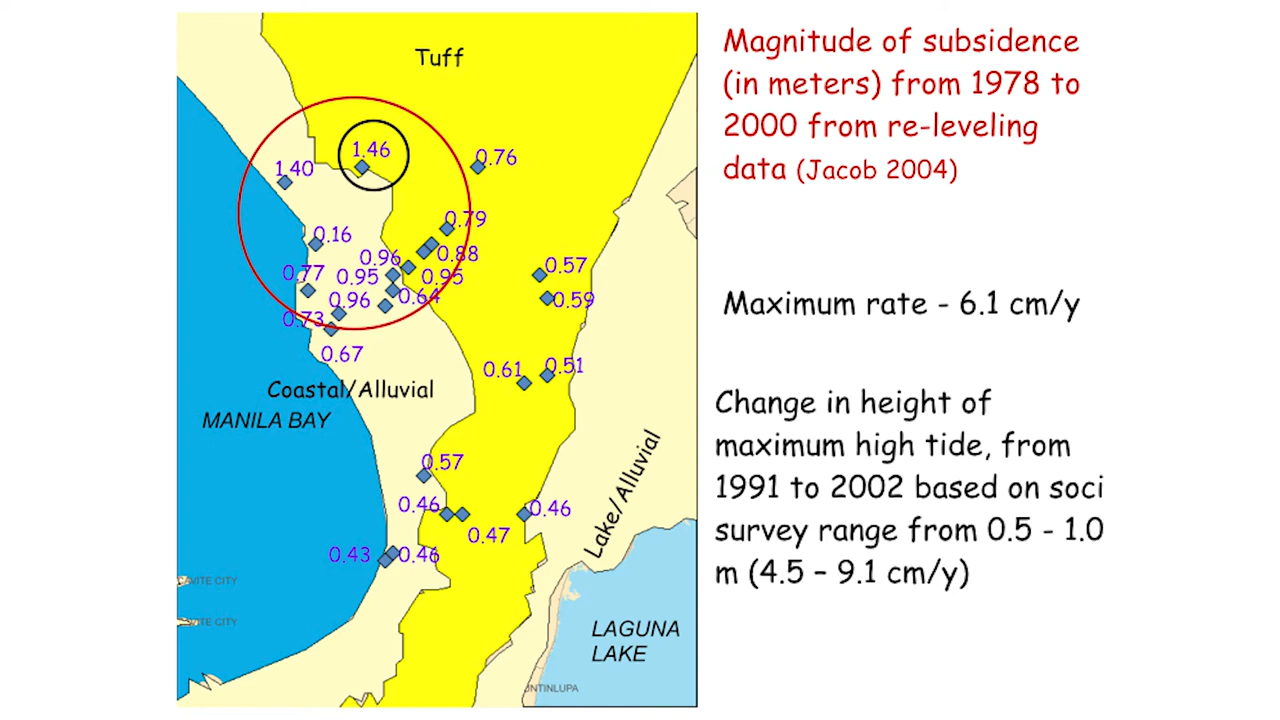 Tuff
1.46
1.40
0.76
0.16
0.79
0.96
0.88
0.77
0.95
0.95
0.57
0.96
0.64
0.59
0.73
0.67
0.61
0.51
Coastal/Alluvial
MANILA BAY
0.57
0.46
0.46
0.47
0.43
0.46
Lake/Alluvial
CAVITE CITY
LAGUNA
LAKE
Magnitude of subsidence
(in meters) from 1978 to
2000 from re-leveling
data (Jacob 2004)
Maximum rate - 6.1 cm/y
Change in height of
maximum high tide, from
1991 to 2002 based on soci
survey range from 0.5 - 1.0
m (4.5 – 9.1 cm/y)